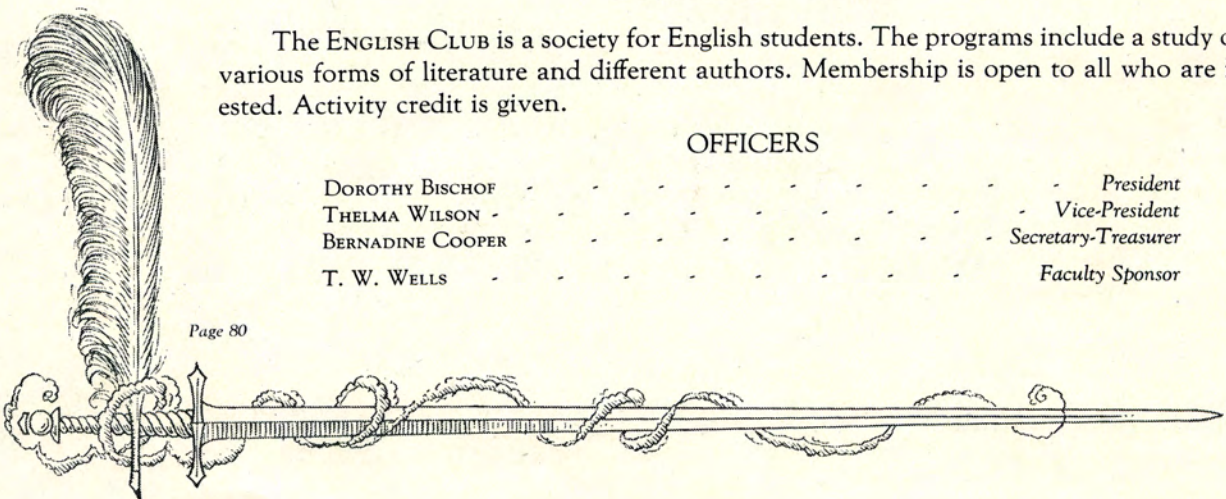 The ENGLISH CLUB is a society for English students. The programs include a study
various forms of literature and different authors. Membership is open to all who are
ested. Activity credit is given.
OFFICERS
DOROTHY BISCHOF - - - - - - - - - President
THELMA WILSON - - - - - - - - - Vice-President
BERNADINE COOPER - - - - - - - - Secretary-Treasurer
T. W. WELLS - - - - - - - - Faculty Sponsor
Page 80